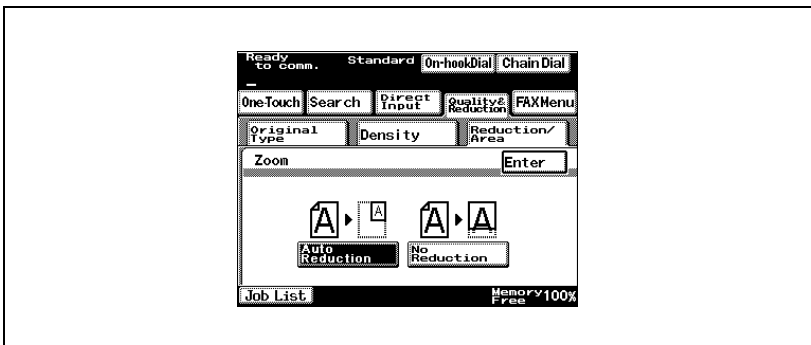 Ready
to comm. Standard On-hookDial Chain Dial
One-Touch Search Direct Input Quality& Reduction FAXMenu
Original Type Density Reduction/ Area
Zoom Enter
A A A A
Auto Reduction No Reduction
Job List Memory Free 100%